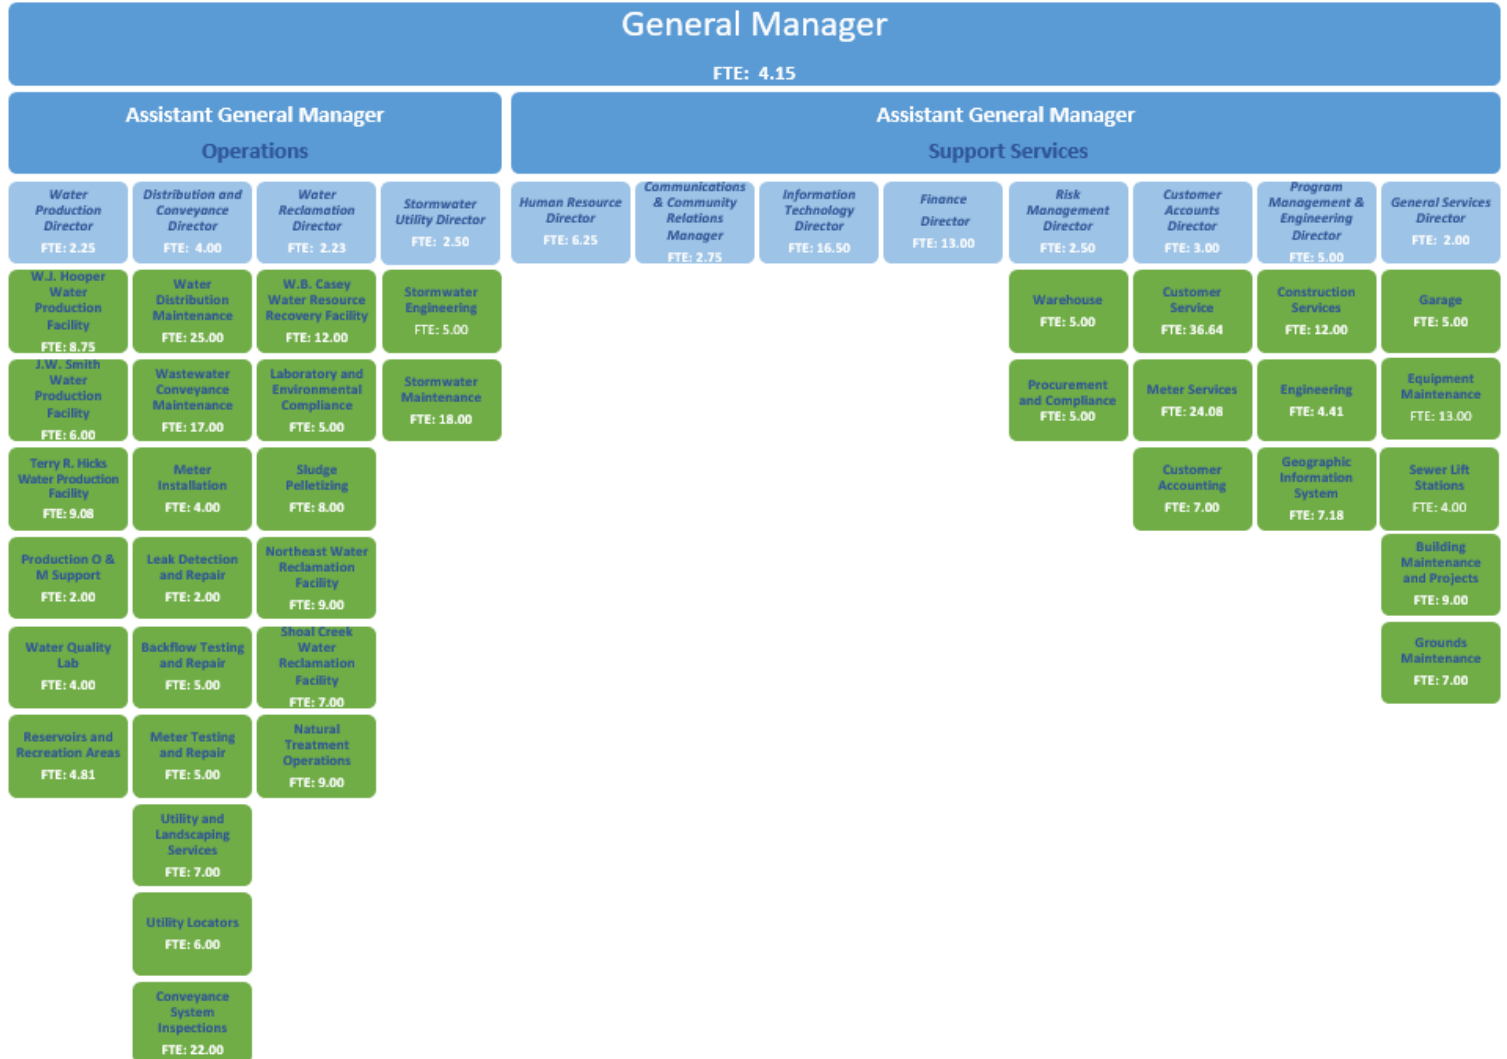 General Manager
FTE: 4.15
Assistant General Manager
Operations
Assistant General Manager
Support Services
Water
Production
Director
FTE: 2.25
Distribution and
Conveyance
Director
FTE: 4.00
Water
Reclamation
Director
FTE: 2.23
Stormwater
Utility Director
FTE: 2.50
Human Resource
Director
FTE: 6.25
Communications
& Community
Relations
Manager
FTE: 2.75
Information
Technology
Director
FTE: 16.50
Finance
Director
FTE: 13.00
Risk
Management
Director
FTE: 2.50
Customer
Accounts
Director
FTE: 3.00
Program
Management &
Engineering
Director
FTE: 5.00
General Services
Director
FTE: 2.00
W.J. Hooper
Water
Production
Facility
FTE: 8.75
Water
Distribution
Maintenance
FTE: 25.00
W.B. Casey
Water Resource
Recovery Facility
FTE: 12.00
Stormwater
Engineering
FTE: 5.00
Warehouse
FTE: 5.00
Customer
Service
FTE: 36.64
Construction
Services
FTE: 12.00
Garage
FTE: 5.00
J.W. Smith
Water
Production
Facility
FTE: 6.00
Wastewater
Conveyance
Maintenance
FTE: 17.00
Laboratory and
Environmental
Compliance
FTE: 5.00
Stormwater
Maintenance
FTE: 18.00
Procurement
and Compliance
FTE: 5.00
Meter Services
FTE: 24.08
Engineering
FTE: 4.41
Equipment
Maintenance
FTE: 13.00
Terry R. Hicks
Water Production
Facility
FTE: 9.08
Meter
Installation
FTE: 4.00
Sludge
Pelletizing
FTE: 8.00
Customer
Accounting
FTE: 7.00
Geographic
Information
System
FTE: 7.18
Sewer Lift
Stations
FTE: 4.00
Production O &
M Support
FTE: 2.00
Leak Detection
and Repair
FTE: 2.00
Northeast Water
Reclamation
Facility
FTE: 9.00
Building
Maintenance
and Projects
FTE: 9.00
Water Quality
Lab
FTE: 4.00
Backflow Testing
and Repair
FTE: 5.00
Shoal Creek
Water
Reclamation
Facility
FTE: 7.00
Grounds
Maintenance
FTE: 7.00
Reservoirs and
Recreation Areas
FTE: 4.81
Meter Testing
and Repair
FTE: 5.00
Natural
Treatment
Operations
FTE: 9.00
Utility and
Landscaping
Services
FTE: 7.00
Utility Locators
FTE: 6.00
Conveyance
System
Inspections
FTE: 22.00